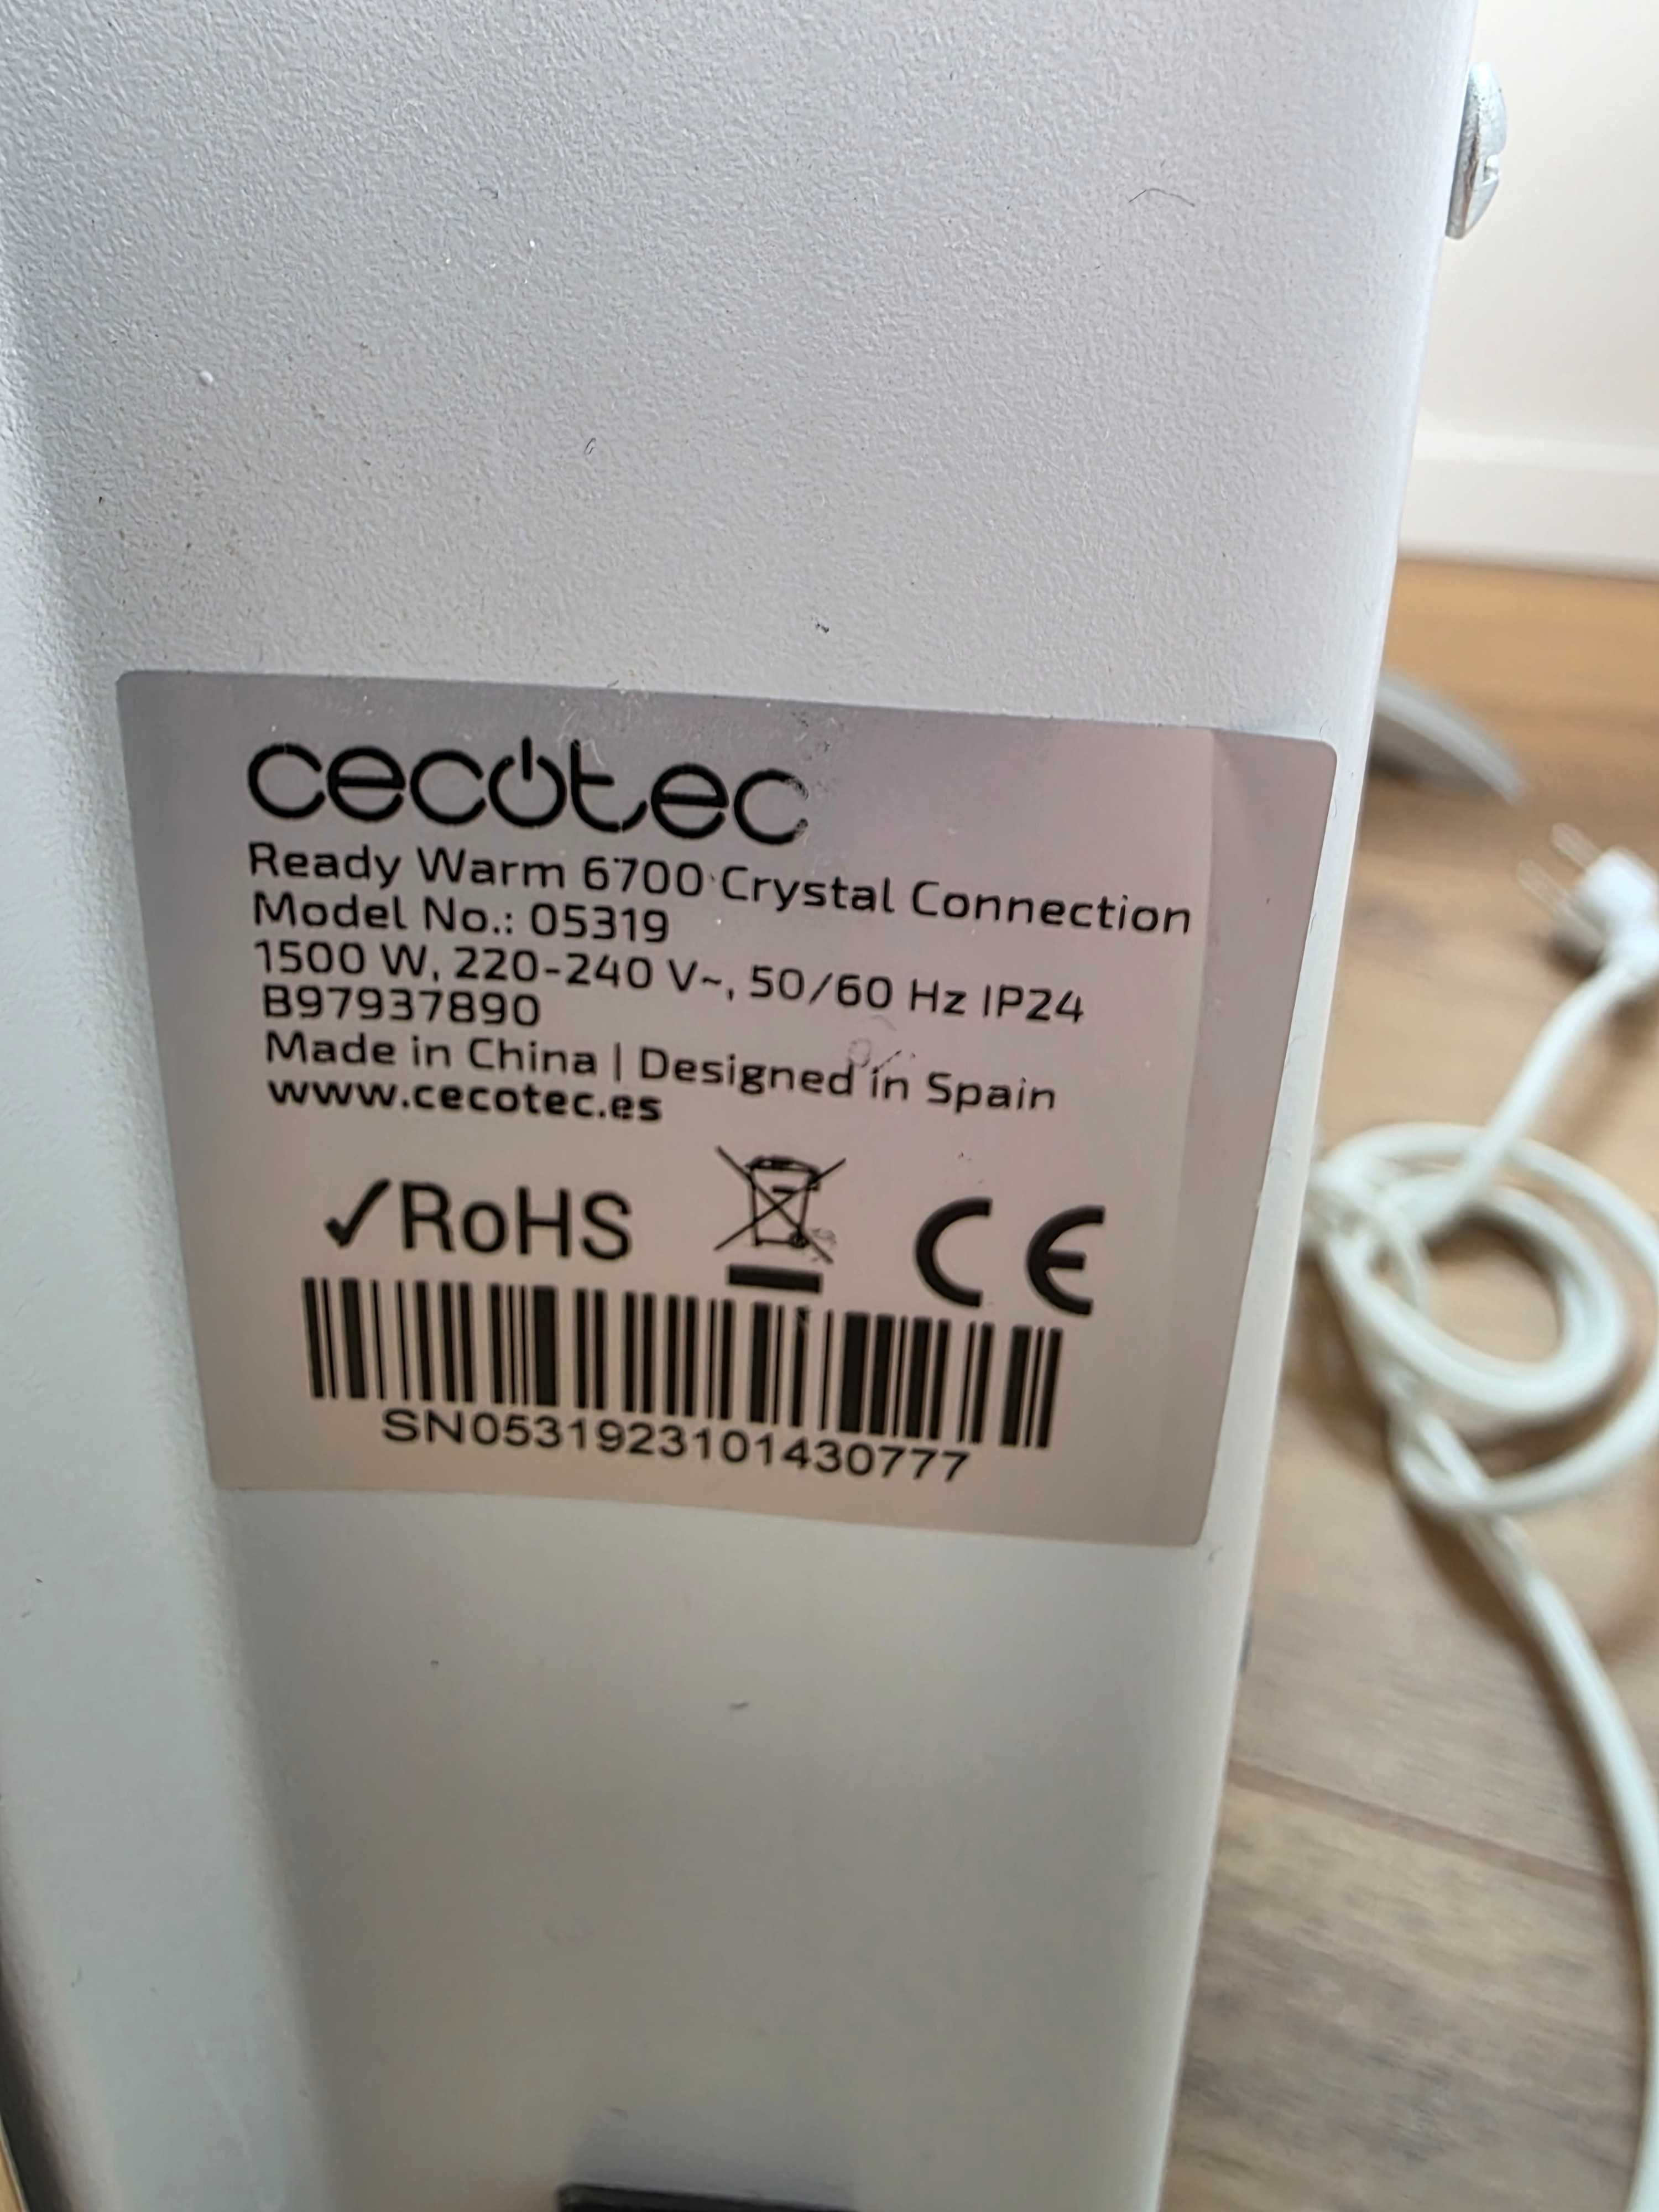 cecotec
Ready Warm 6700 Crystal Connection
Model No.: 05319
1500 W, 220-240 V~, 50/60 Hz IP24
B97937890
Made in China | Designed in Spain
www.cecotec.es
✓RoHS CE
SN0531923101430777